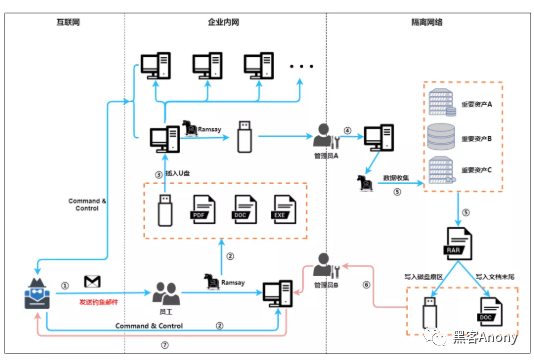 互联网
企业内网
隔离网络
Ramsay
管理员A
④
重要资产A
重要资产B
重要资产C
数据收集
⑤
③
插入U盘
PDF
DOC
EXE
Command &
Control
②
⑤
RAR
写入磁盘扇区
写入文档末尾
①
发送钓鱼邮件
员工
Ramsay
管理员B
⑥
DOC
Command & Control
②
⑦
黑客Anony